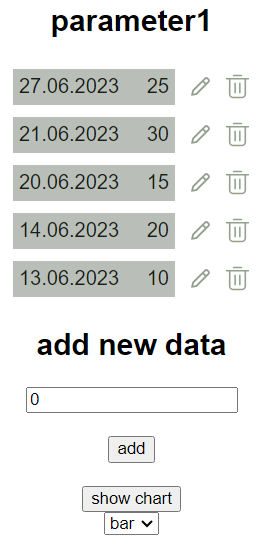 parameter1
27.06.2023 25
21.06.2023 30
20.06.2023 15
14.06.2023 20
13.06.2023 10
add new data
0
add
show chart
bar